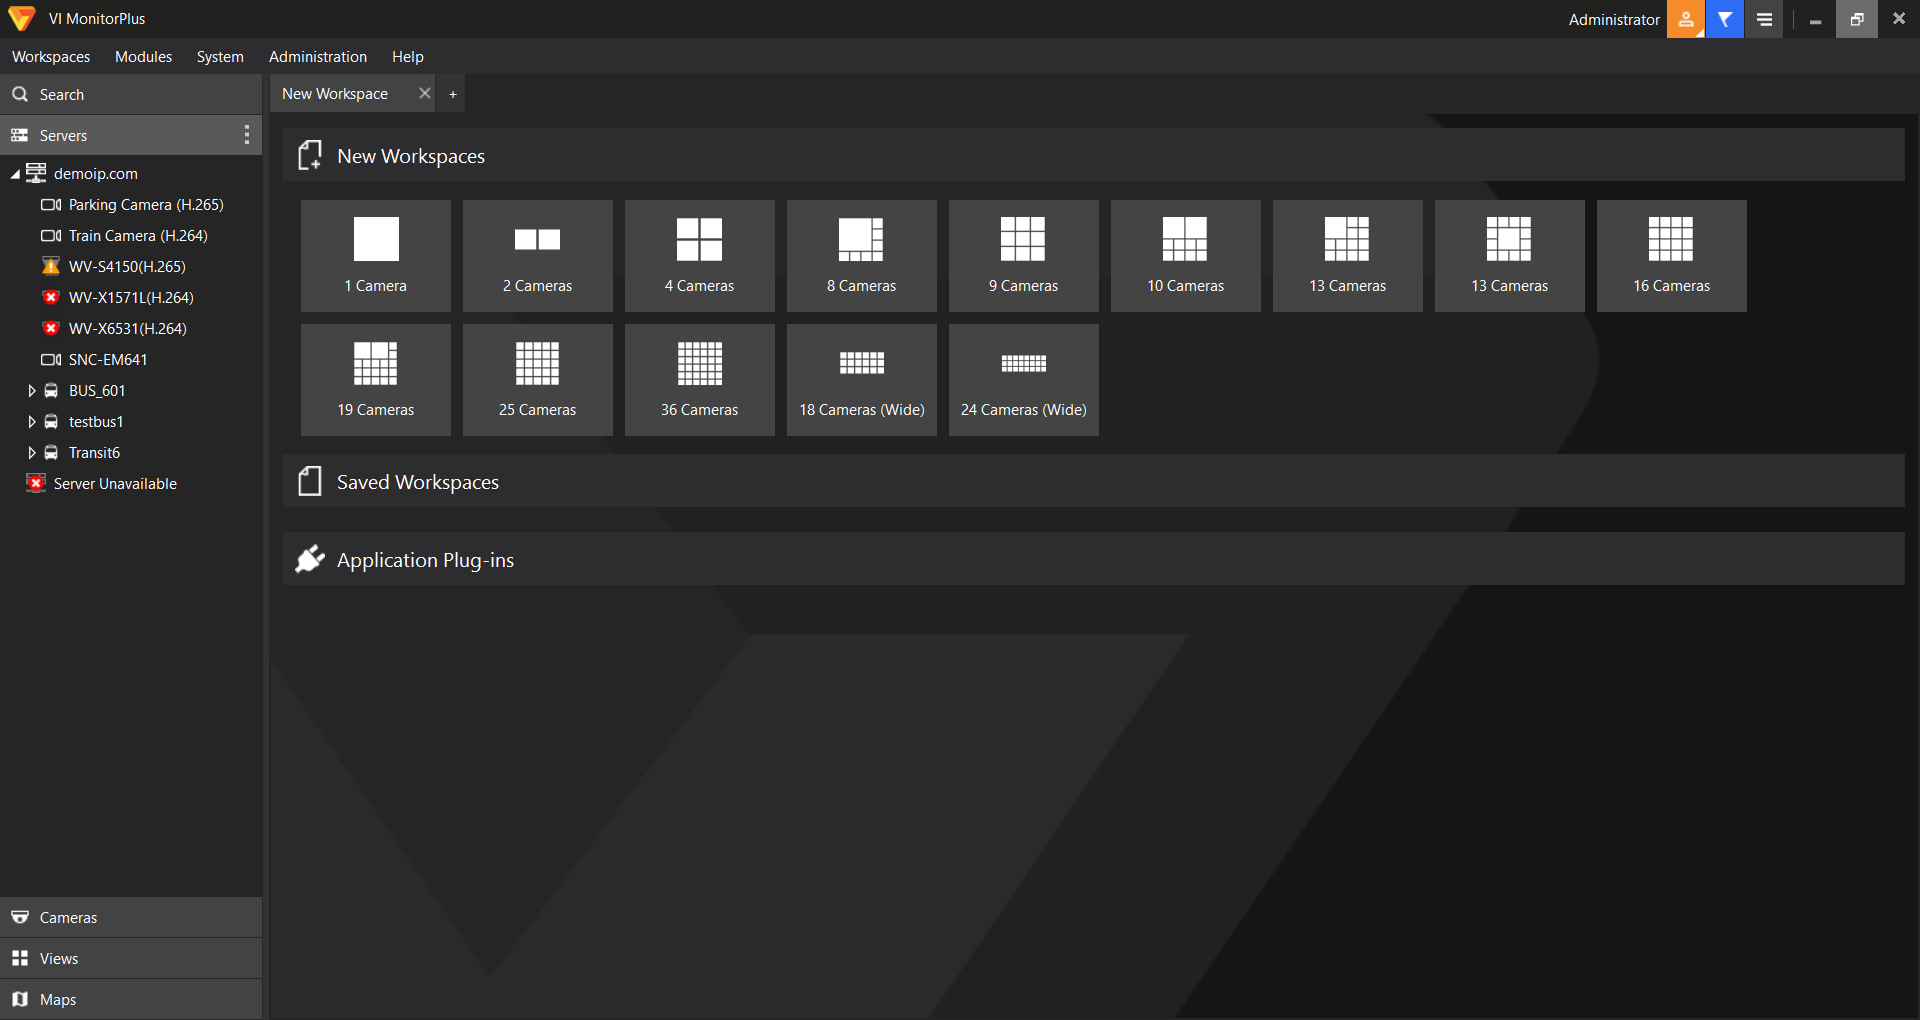 VI MonitorPlus
Administrator
Workspaces Modules System Administration Help
Search
Servers
demoip.com
Parking Camera (H.265)
Train Camera (H.264)
WV-S4150(H.265)
WV-X1571L(H.264)
WV-X6531(H.264)
SNC-EM641
BUS_601
testbus1
Transit6
Server Unavailable
Cameras
Views
Maps
New Workspace +
New Workspaces
1 Camera 2 Cameras 4 Cameras 8 Cameras 9 Cameras 10 Cameras 13 Cameras 13 Cameras 16 Cameras
19 Cameras 25 Cameras 36 Cameras 18 Cameras (Wide) 24 Cameras (Wide)
Saved Workspaces
Application Plug-ins